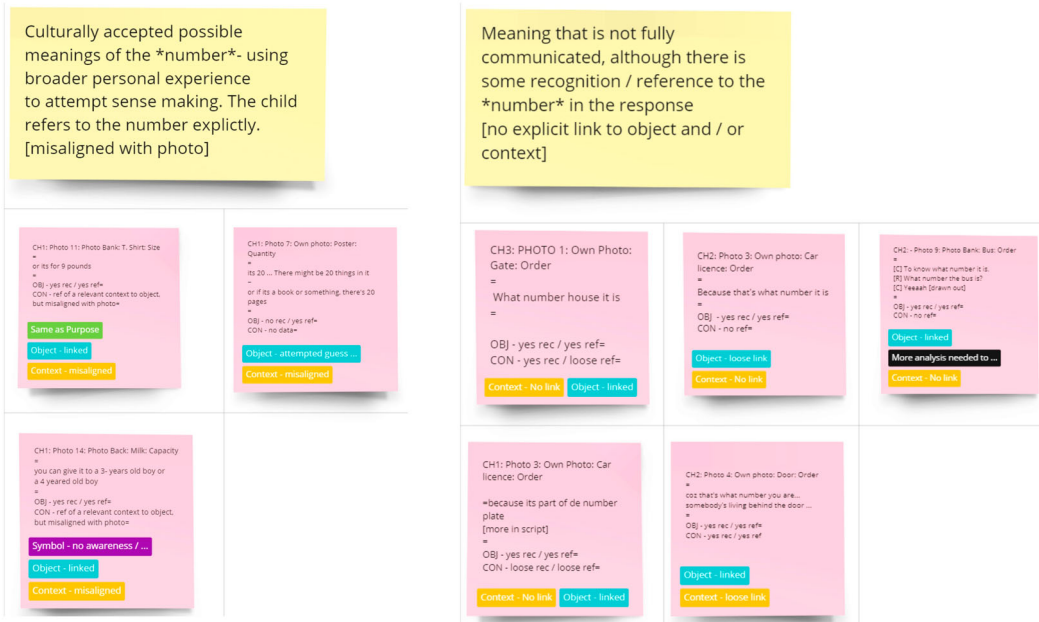 Culturally accepted possible
meanings of the *number*- using
broader personal experience
to attempt sense making. The child
refers to the number explictly.
[misaligned with photo]
Meaning that is not fully
communicated, although there is
some recognition / reference to the
*number* in the response
[no explicit link to object and / or
context]
CH1: Photo 11: Photo Bank: T. Shirt: Size
=
or its for 9 pounds
=
OBJ - yes rec / yes ref=
CON - ref of a relevant context to object,
but misaligned with photo=
Same as Purpose
Object - linked
Context - misaligned
CH1: Photo 7: Own photo: Poster:
Quantity
=
its 20 ... There might be 20 things in it
~
or if its a book or something, there's 20
pages
=
OBJ - no rec / yes ref=
CON - no data=
Object - attempted guess ...
Context - misaligned
CH3: PHOTO 1: Own Photo:
Gate: Order
=
What number house it is
=
OBJ - yes rec / yes ref=
CON - yes rec / loose ref=
Context - No link
Object - linked
CH2: Photo 3: Own photo: Car
licence: Order
=
Because that's what number it is
=
OBJ - yes rec / yes ref=
CON - no ref=
Object - loose link
Context - No link
CH2: - Photo 9: Photo Bank: Bus: Order
=
[C] To know what number it is.
[R] What number the bus is?
[C] Yeeaah [drawn out]
=
OBJ - yes rec / yes ref=
CON - no ref=
Object - linked
More analysis needed to ...
Context - No link
CH1: Photo 14: Photo Back: Milk: Capacity
=
you can give it to a 3- years old boy or
a 4 yeared old boy
=
OBJ - yes rec / yes ref=
CON - ref of a relevant context to object,
but misaligned with photo=
Symbol - no awareness / ...
Object - linked
Context - misaligned
CH1: Photo 3: Own Photo: Car
licence: Order
=because its part of de number
plate
[more in script]
=
OBJ - yes rec / yes ref=
CON - loose rec / loose ref=
Context - No link
Object - linked
CH2: Photo 4: Own photo: Door: Order
=
coz that's what number you are...
somebody's living behind the door ...
=
OBJ - yes rec / yes ref=
CON - yes rec / yes ref
Object - linked
Context - loose link